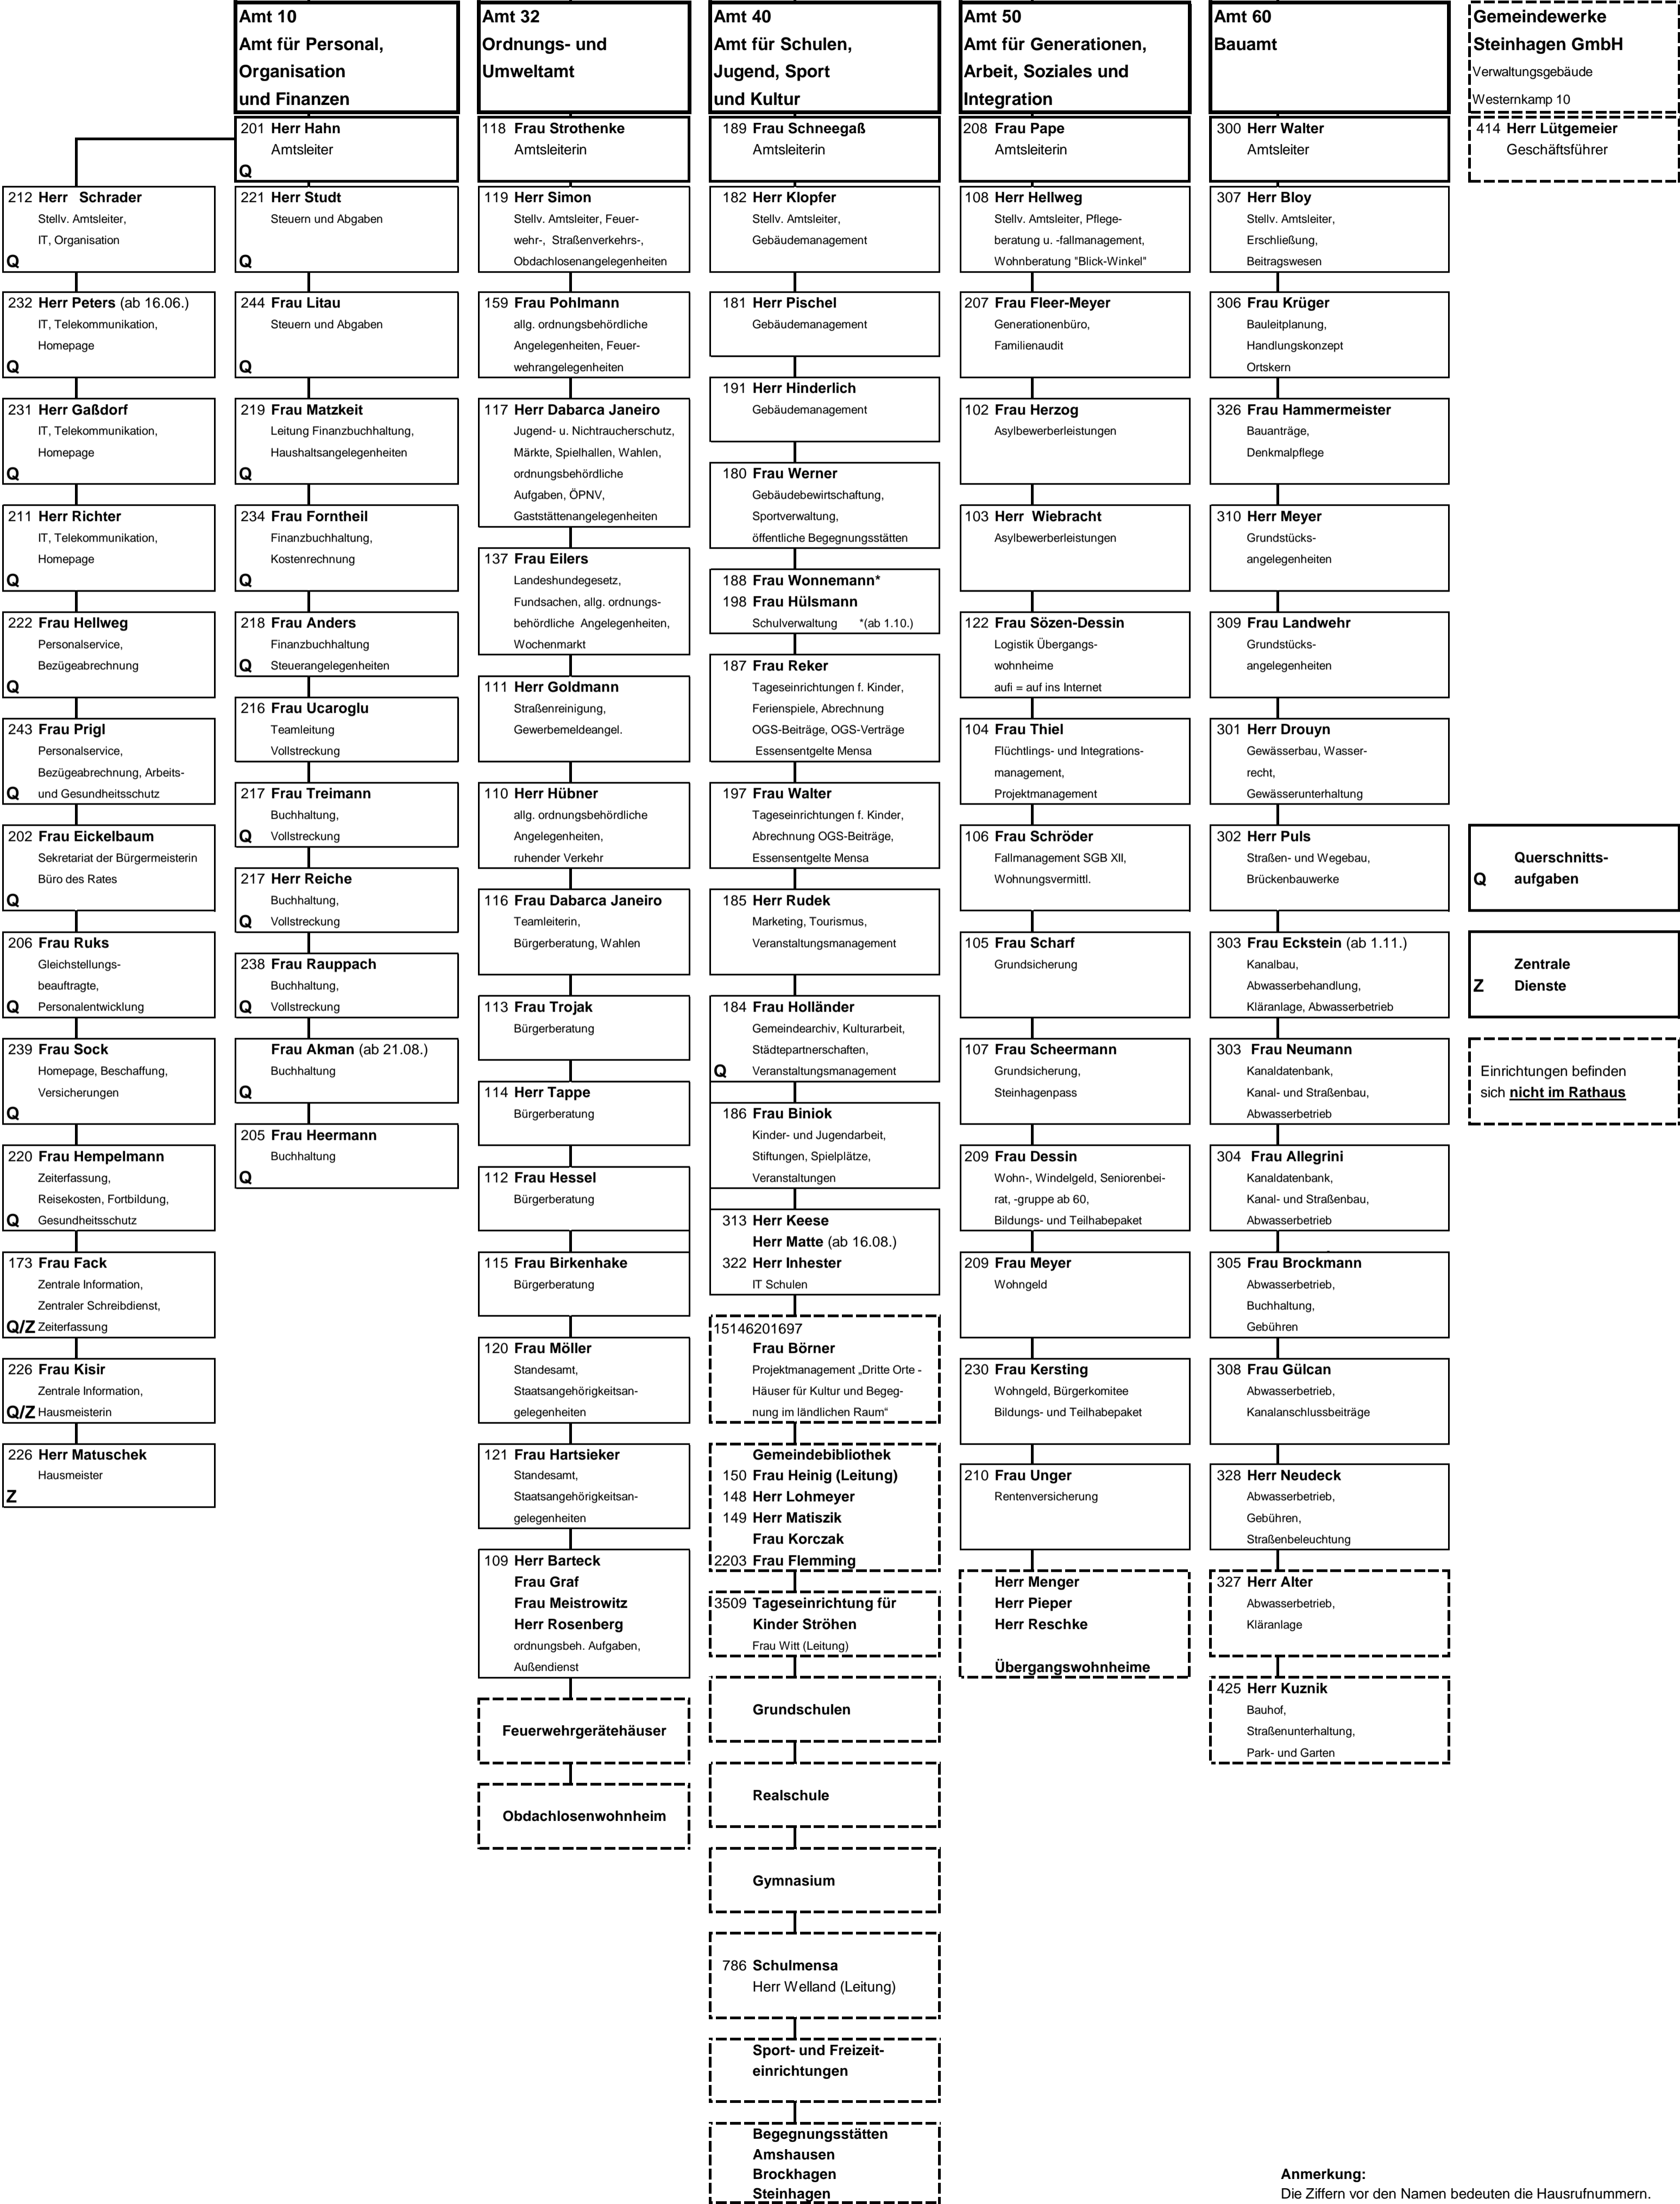 Amt 10
Amt für Personal,
Organisation
und Finanzen
201 Herr Hahn
Amtsleiter
Q
212 Herr Schrader
Stellv. Amtsleiter,
IT, Organisation
Q
232 Herr Peters (ab 16.06.)
IT, Telekommunikation,
Homepage
Q
231 Herr Gaßdorf
IT, Telekommunikation,
Homepage
Q
211 Herr Richter
IT, Telekommunikation,
Homepage
Q
222 Frau Hellweg
Personalservice,
Bezügeabrechnung
Q
243 Frau Prigl
Personalservice,
Bezügeabrechnung, Arbeits-
Q und Gesundheitsschutz
202 Frau Eickelbaum
Sekretariat der Bürgermeisterin
Büro des Rates
Q
206 Frau Ruks
Gleichstellungs-
beauftragte,
Q Personalentwicklung
239 Frau Sock
Homepage, Beschaffung,
Versicherungen
Q
220 Frau Hempelmann
Zeiterfassung,
Reisekosten, Fortbildung,
Q Gesundheitsschutz
173 Frau Fack
Zentrale Information,
Zentraler Schreibdienst,
Q/Z Zeiterfassung
226 Frau Kisir
Zentrale Information,
Q/Z Hausmeisterin
226 Herr Matuschek
Hausmeister
Z
221 Herr Studt
Steuern und Abgaben
Q
244 Frau Litau
Steuern und Abgaben
Q
219 Frau Matzkeit
Leitung Finanzbuchhaltung,
Haushaltsangelegenheiten
Q
234 Frau Forntheil
Finanzbuchhaltung,
Kostenrechnung
Q
218 Frau Anders
Finanzbuchhaltung
Q Steuerangelegenheiten
216 Frau Ucaroglu
Teamleitung
Vollstreckung
217 Frau Treimann
Buchhaltung,
Q Vollstreckung
217 Herr Reiche
Buchhaltung,
Q Vollstreckung
238 Frau Rauppach
Buchhaltung,
Q Vollstreckung
Frau Akman (ab 21.08.)
Buchhaltung
Q
205 Frau Heermann
Buchhaltung
Q
Amt 32
Ordnungs- und
Umweltamt
118 Frau Strothenke
Amtsleiterin
119 Herr Simon
Stellv. Amtsleiter, Feuer-
wehr-, Straßenverkehrs-,
Obdachlosenangelegenheiten
159 Frau Pohlmann
allg. ordnungsbehördliche
Angelegenheiten, Feuer-
wehrangelegenheiten
117 Herr Dabarca Janeiro
Jugend- u. Nichtraucherschutz,
Märkte, Spielhallen, Wahlen,
ordnungsbehördliche
Aufgaben, ÖPNV,
Gaststättenangelegenheiten
137 Frau Eilers
Landeshundegesetz,
Fundsachen, allg. ordnungs-
behördliche Angelegenheiten,
Wochenmarkt
111 Herr Goldmann
Straßenreinigung,
Gewerbemeldeangel.
110 Herr Hübner
allg. ordnungsbehördliche
Angelegenheiten,
ruhender Verkehr
116 Frau Dabarca Janeiro
Teamleiterin,
Bürgerberatung, Wahlen
113 Frau Trojak
Bürgerberatung
114 Herr Tappe
Bürgerberatung
112 Frau Hessel
Bürgerberatung
115 Frau Birkenhake
Bürgerberatung
120 Frau Möller
Standesamt,
Staatsangehörigkeitsan-
gelegenheiten
121 Frau Hartsieker
Standesamt,
Staatsangehörigkeitsan-
gelegenheiten
109 Herr Barteck
Frau Graf
Frau Meistrowitz
Herr Rosenberg
ordnungsbeh. Aufgaben,
Außendienst
Feuerwehrgerätehäuser
Obdachlosenwohnheim
Amt 40
Amt für Schulen,
Jugend, Sport
und Kultur
189 Frau Schneegaß
Amtsleiterin
182 Herr Klopfer
Stellv. Amtsleiter,
Gebäudemanagement
181 Herr Pischel
Gebäudemanagement
191 Herr Hinderlich
Gebäudemanagement
180 Frau Werner
Gebäudebewirtschaftung,
Sportverwaltung,
öffentliche Begegnungsstätten
188 Frau Wonnemann*
198 Frau Hülsmann
Schulverwaltung *(ab 1.10.)
187 Frau Reker
Tageseinrichtungen f. Kinder,
Ferienspiele, Abrechnung
OGS-Beiträge, OGS-Verträge
Essensentgelte Mensa
197 Frau Walter
Tageseinrichtungen f. Kinder,
Abrechnung OGS-Beiträge,
Essensentgelte Mensa
185 Herr Rudek
Marketing, Tourismus,
Veranstaltungsmanagement
184 Frau Holländer
Gemeindearchiv, Kulturarbeit,
Städtepartnerschaften,
Q Veranstaltungsmanagement
186 Frau Biniok
Kinder- und Jugendarbeit,
Stiftungen, Spielplätze,
Veranstaltungen
313 Herr Keese
Herr Matte (ab 16.08.)
322 Herr Inhester
IT Schulen
15146201697
Frau Börner
Projektmanagement „Dritte Orte -
Häuser für Kultur und Begeg-
nung im ländlichen Raum“
Gemeindebibliothek
150 Frau Heinig (Leitung)
148 Herr Lohmeyer
149 Herr Matiszik
Frau Korczak
2203 Frau Flemming
3509 Tageseinrichtung für
Kinder Ströhen
Frau Witt (Leitung)
Grundschulen
Realschule
Gymnasium
786 Schulmensa
Herr Welland (Leitung)
Sport- und Freizeit-
einrichtungen
Begegnungsstätten
Amshausen
Brockhagen
Steinhagen
Amt 50
Amt für Generationen,
Arbeit, Soziales und
Integration
208 Frau Pape
Amtsleiterin
108 Herr Hellweg
Stellv. Amtsleiter, Pflege-
beratung u. -fallmanagement,
Wohnberatung "Blick-Winkel"
207 Frau Fleer-Meyer
Generationenbüro,
Familienaudit
102 Frau Herzog
Asylbewerberleistungen
103 Herr Wiebracht
Asylbewerberleistungen
122 Frau Sözen-Dessin
Logistik Übergangs-
wohnheime
aufi = auf ins Internet
104 Frau Thiel
Flüchtlings- und Integrations-
management,
Projektmanagement
106 Frau Schröder
Fallmanagement SGB XII,
Wohnungsvermittl.
105 Frau Scharf
Grundsicherung
107 Frau Scheermann
Grundsicherung,
Steinhagenpass
209 Frau Dessin
Wohn-, Windelgeld, Seniorenbei-
rat, -gruppe ab 60,
Bildungs- und Teilhabepaket
209 Frau Meyer
Wohngeld
230 Frau Kersting
Wohngeld, Bürgerkomitee
Bildungs- und Teilhabepaket
210 Frau Unger
Rentenversicherung
Herr Menger
Herr Pieper
Herr Reschke
Übergangswohnheime
Amt 60
Bauamt
300 Herr Walter
Amtsleiter
307 Herr Bloy
Stellv. Amtsleiter,
Erschließung,
Beitragswesen
306 Frau Krüger
Bauleitplanung,
Handlungskonzept
Ortskern
326 Frau Hammermeister
Bauanträge,
Denkmalpflege
310 Herr Meyer
Grundstücks-
angelegenheiten
309 Frau Landwehr
Grundstücks-
angelegenheiten
301 Herr Drouyn
Gewässerbau, Wasser-
recht,
Gewässerunterhaltung
302 Herr Puls
Straßen- und Wegebau,
Brückenbauwerke
303 Frau Eckstein (ab 1.11.)
Kanalbau,
Abwasserbehandlung,
Kläranlage, Abwasserbetrieb
303 Frau Neumann
Kanaldatenbank,
Kanal- und Straßenbau,
Abwasserbetrieb
304 Frau Allegrini
Kanaldatenbank,
Kanal- und Straßenbau,
Abwasserbetrieb
305 Frau Brockmann
Abwasserbetrieb,
Buchhaltung,
Gebühren
308 Frau Gülcan
Abwasserbetrieb,
Kanalanschlussbeiträge
328 Herr Neudeck
Abwasserbetrieb,
Gebühren,
Straßenbeleuchtung
327 Herr Alter
Abwasserbetrieb,
Kläranlage
425 Herr Kuznik
Bauhof,
Straßenunterhaltung,
Park- und Garten
Gemeindewerke
Steinhagen GmbH
Verwaltungsgebäude
Westernkamp 10
414 Herr Lütgemeier
Geschäftsführer
Querschnitts-
Q aufgaben
Zentrale
Z Dienste
Einrichtungen befinden
sich nicht im Rathaus
Anmerkung:
Die Ziffern vor den Namen bedeuten die Hausrufnummern.